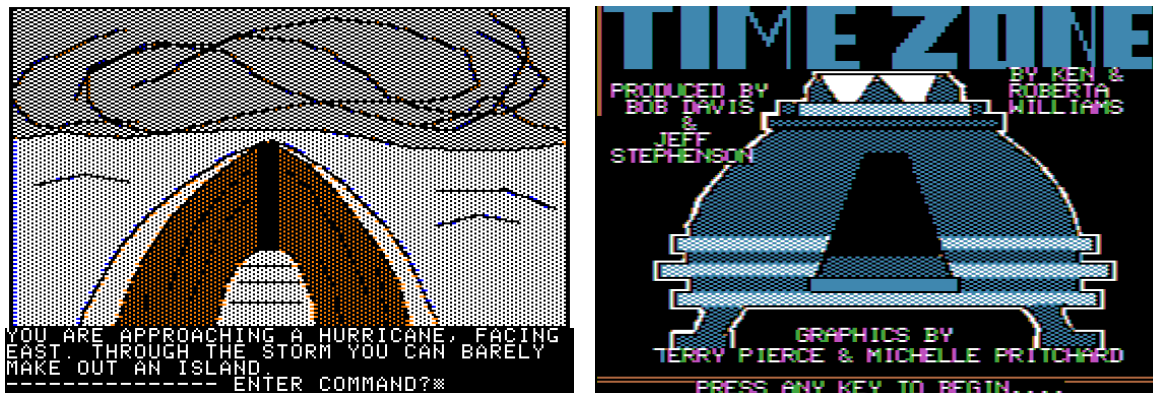 YOU ARE APPROACHING A HURRICANE, FACING
EAST. THROUGH THE STORM YOU CAN BARELY
MAKE OUT AN ISLAND.
---------------- ENTER COMMAND?※
TIME ZONE
PRODUCED BY
BOB DAVIS
&
JEFF
STEPHENSON
BY KEN &
ROBERTA
WILLIAMS
GRAPHICS BY
TERRY PIERCE & MICHELLE PRITCHARD
PRESS ANY KEY TO BEGIN....